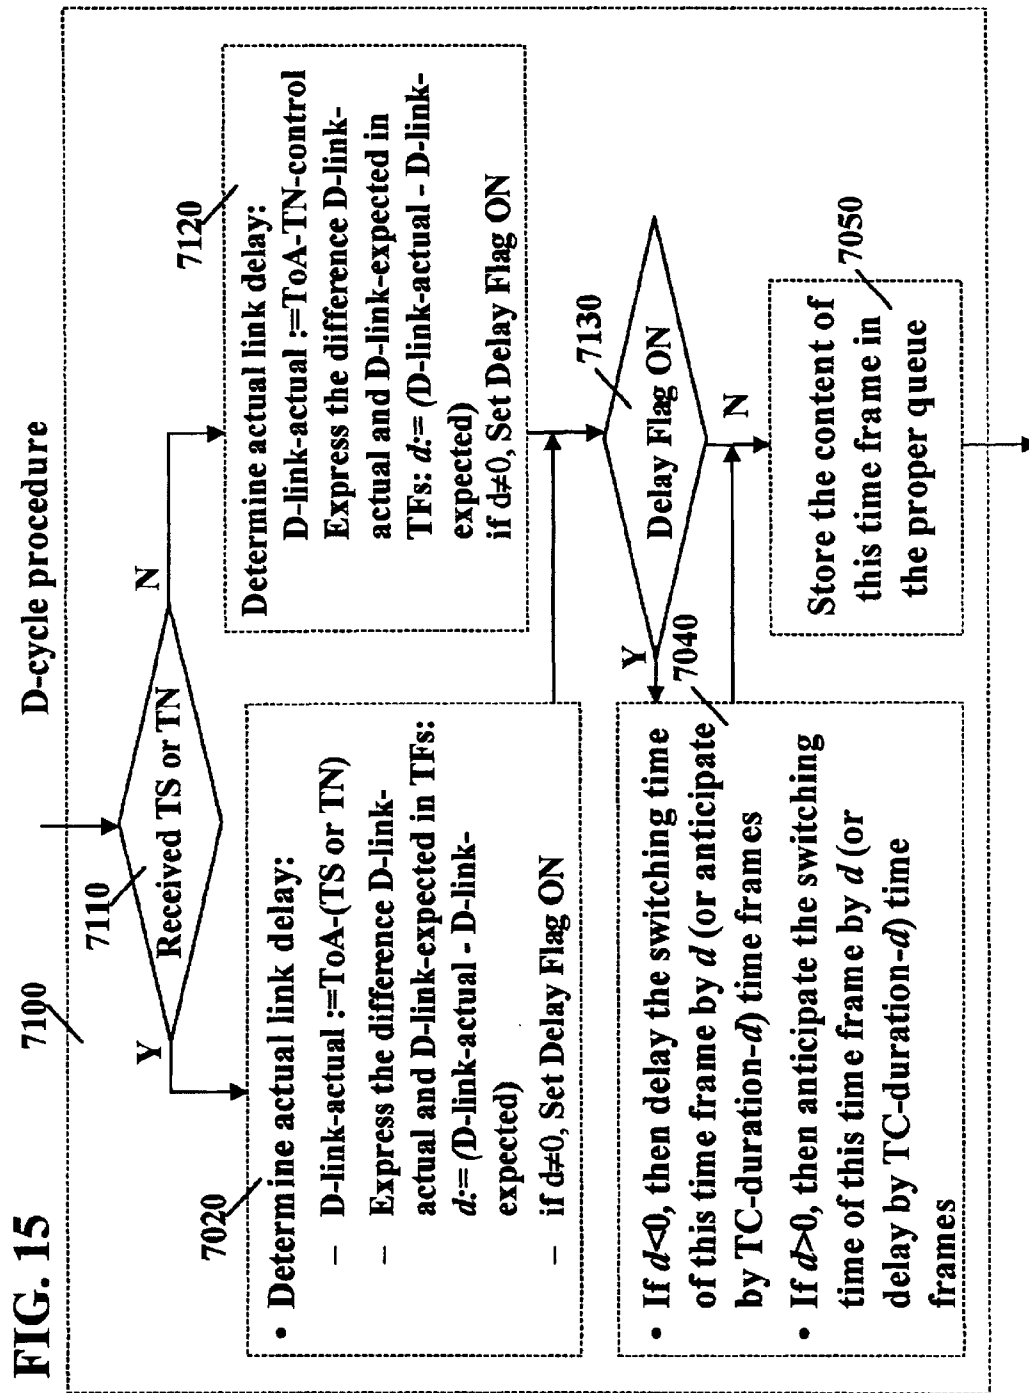 FIG. 15
D-cycle procedure
7100
7110
Received TS or TN
Y
N
7020
• Determine actual link delay:
– D-link-actual :=ToA-(TS or TN)
– Express the difference D-link-
actual and D-link-expected in TFs:
d:= (D-link-actual - D-link-
expected)
– if d≠0, Set Delay Flag ON
7120
Determine actual link delay:
D-link-actual :=ToA-TN-control
Express the difference D-link-
actual and D-link-expected in
TFs: d:= (D-link-actual - D-link-
expected)
if d≠0, Set Delay Flag ON
7130
Delay Flag ON
Y
N
7040
• If d<0, then delay the switching time
of this time frame by d (or anticipate
by TC-duration-d) time frames
• If d>0, then anticipate the switching
time of this time frame by d (or
delay by TC-duration-d) time
frames
7050
Store the content of
this time frame in
the proper queue